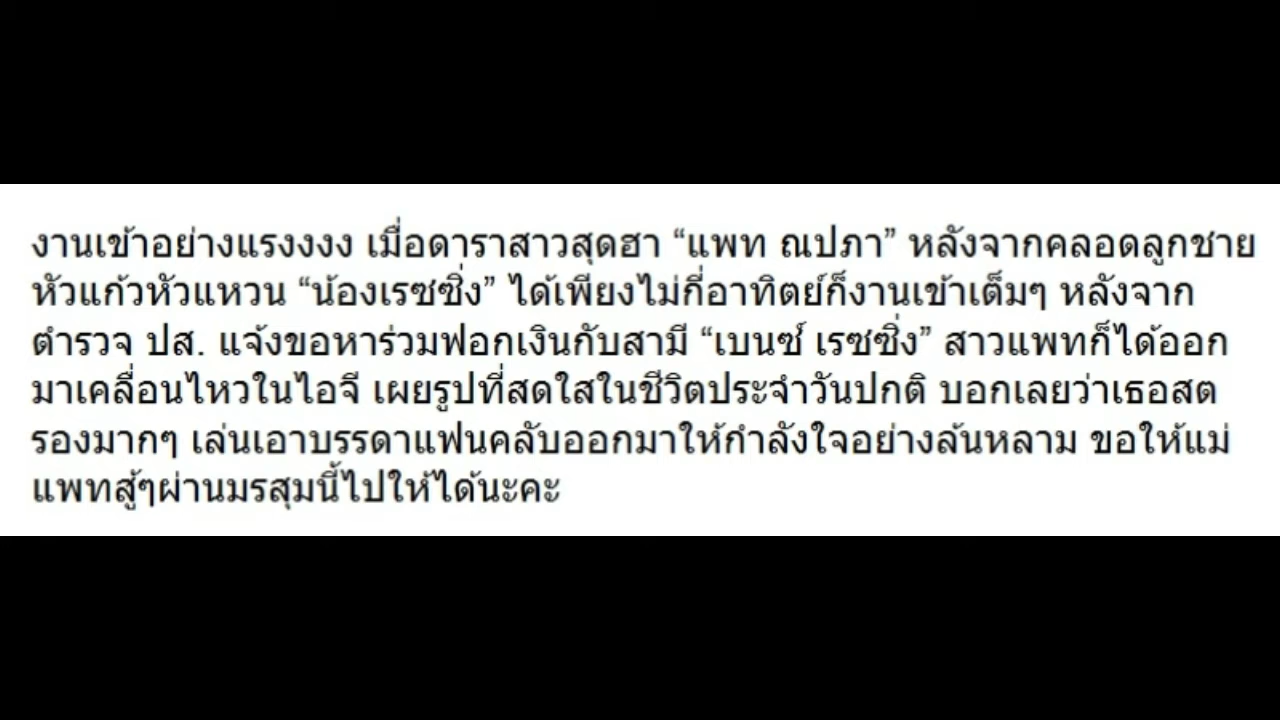 งานเข้าอย่างแรงงงง เมื่อดาราสาวสุดฮา “แพท ณปภา” หลังจากคลอดลูกชาย
หัวแก้วหัวแหวน “น้องเรซซิ่ง” ได้เพียงไม่กี่อาทิตย์ก็งานเข้าเต็มๆ หลังจาก
ตำรวจ ปส. แจ้งขอหาร่วมฟอกเงินกับสามี “เบนซ์ เรซซิ่ง” สาวแพทก็ได้ออก
มาเคลื่อนไหวในไอจี เผยรูปที่สดใสในชีวิตประจำวันปกติ บอกเลยว่าเธอสต
รองมากๆ เล่นเอาบรรดาแฟนคลับออกมาให้กำลังใจอย่างล้นหลาม ขอให้แม่
แพทสู้ๆผ่านมรสุมนี้ไปให้ได้นะคะ